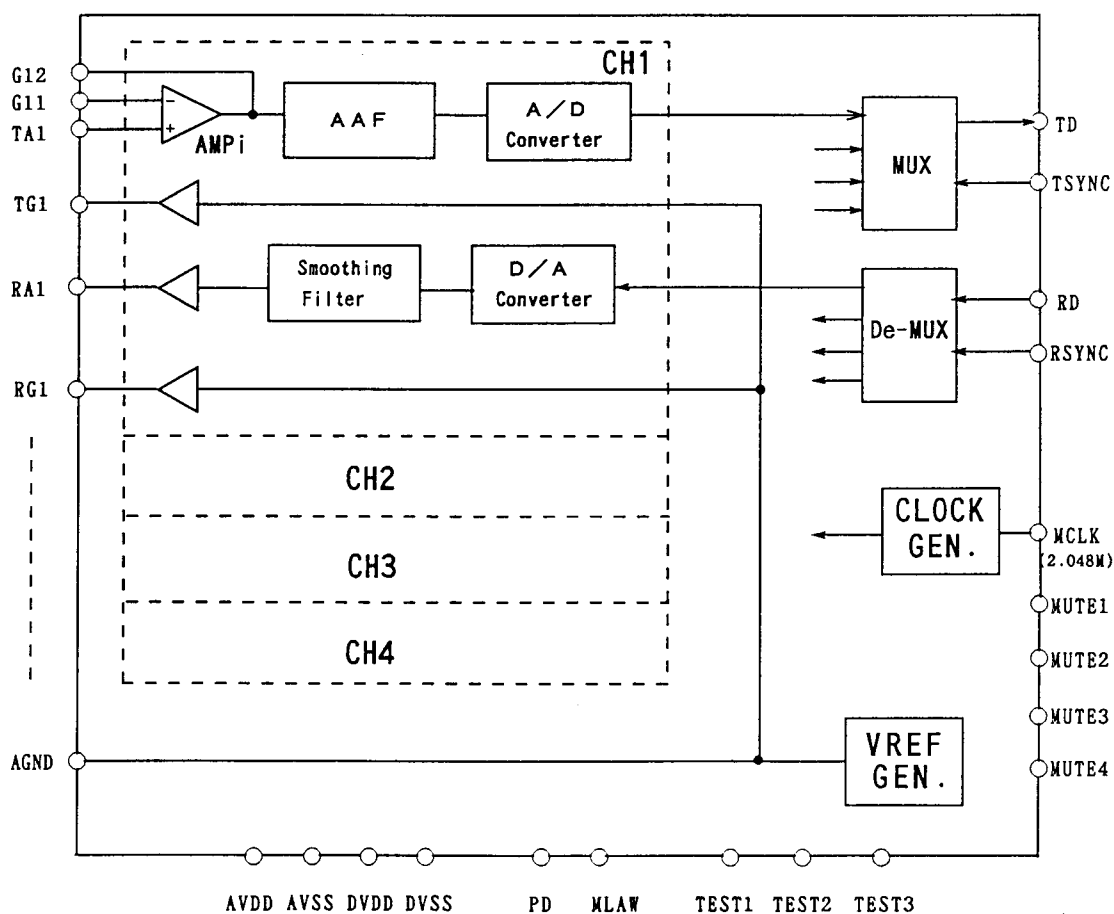 CH1
G12
G11
TA1
AMPi
AAF
A/D
Converter
MUX
TD
TSYNC
TG1
RA1
Smoothing
Filter
D/A
Converter
De-MUX
RD
RSYNC
RG1
CH2
CH3
CH4
CLOCK
GEN.
MCLK
(2.048M)
MUTE1
MUTE2
MUTE3
MUTE4
AGND
VREF
GEN.
AVDD AVSS DVDD DVSS PD MLAW TEST1 TEST2 TEST3